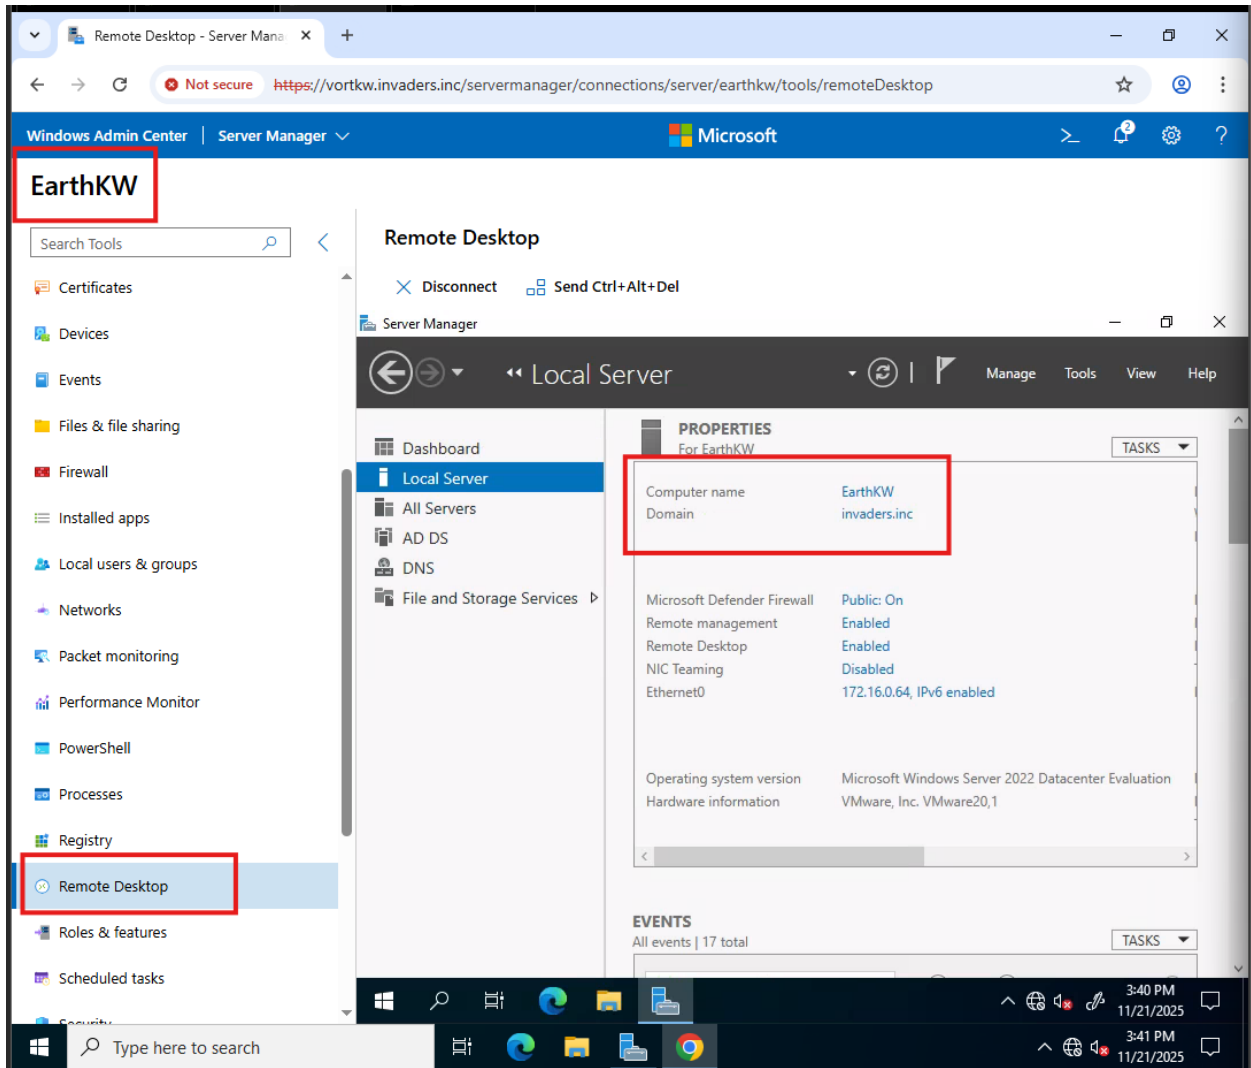 Remote Desktop - Server Mana
Not secure https://vortkw.invaders.inc/servermanager/connections/server/earthkw/tools/remoteDesktop
Windows Admin Center | Server Manager Microsoft >_ 2 ?
EarthKW
Search Tools
Certificates
Devices
Events
Files & file sharing
Firewall
Installed apps
Local users & groups
Networks
Packet monitoring
Performance Monitor
PowerShell
Processes
Registry
Remote Desktop
Roles & features
Scheduled tasks
Security
Remote Desktop
Disconnect Send Ctrl+Alt+Del
Server Manager
Local Server Manage Tools View Help
Dashboard
Local Server
All Servers
AD DS
DNS
File and Storage Services
PROPERTIES
For EarthKW
TASKS
Computer name EarthKW
Domain invaders.inc
Microsoft Defender Firewall Public: On
Remote management Enabled
Remote Desktop Enabled
NIC Teaming Disabled
Ethernet0 172.16.0.64, IPv6 enabled
Operating system version Microsoft Windows Server 2022 Datacenter Evaluation
Hardware information VMware, Inc. VMware20,1
EVENTS
All events | 17 total
TASKS
3:40 PM
11/21/2025
Type here to search
3:41 PM
11/21/2025